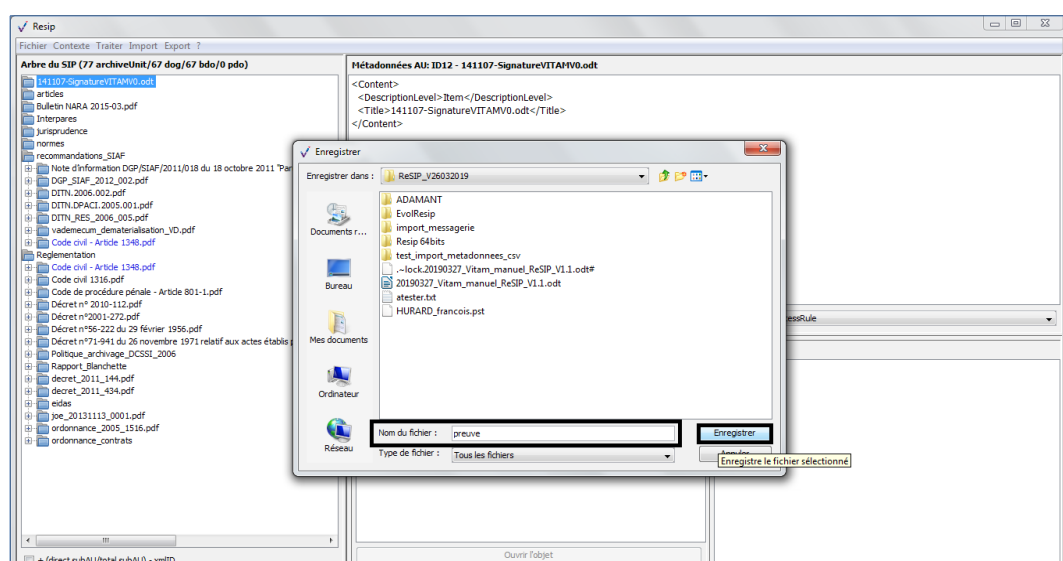 Resip
Fichier Contexte Traiter Import Export ?
Arbre du SIP (77 archiveUnit/67 dog/67 bdo/0 pdo)
141107-SignatureVITAMV0.odt
articles
Bulletin NARA 2015-03.pdf
Interpares
jurisprudence
normes
recommandations_SIAF
Note d'information DGP/SIAF/2011/018 du 18 octobre 2011 "Par
DGP_SIAF_2012_002.pdf
DITN.2006.002.pdf
DITN.DPACI.2005.001.pdf
DITN_RES_2006_005.pdf
vademecum_dematerialisation_VD.pdf
Code civil - Article 1348.pdf
Reglementation
Code civil - Article 1348.pdf
Code civil 1316.pdf
Code de procédure pénale - Article 801-1.pdf
Décret n° 2010-112.pdf
Décret n°2001-272.pdf
Décret n°56-222 du 29 février 1956.pdf
Décret n°71-941 du 26 novembre 1971 relatif aux actes établis
Politique_archivage_DCSSI_2006
Rapport_Blanchette
decret_2011_144.pdf
decret_2011_434.pdf
eidas
joe_20131113_0001.pdf
ordonnance_2005_1516.pdf
ordonnance_contrats
+ (direct subAU/total subAU) - xmlID
Métadonnées AU: ID12 - 141107-SignatureVITAMV0.odt
<Content>
<DescriptionLevel>Item</DescriptionLevel>
<Title>141107-SignatureVITAMV0.odt</Title>
</Content>
essRule
Ouvrir l'objet
Enregistrer
Enregistrer dans :
ReSIP_V26032019
Documents r...
Bureau
Mes documents
Ordinateur
Réseau
ADAMANT
EvolResip
import_messagerie
Resip 64bits
test_import_metadonnees_csv
.~lock.20190327_Vitam_manuel_ReSIP_V1.1.odt#
20190327_Vitam_manuel_ReSIP_V1.1.odt
atester.txt
HURARD_francois.pst
Nom du fichier : preuve
Enregistrer
Type de fichier : Tous les fichiers
Enregistre le fichier sélectionné